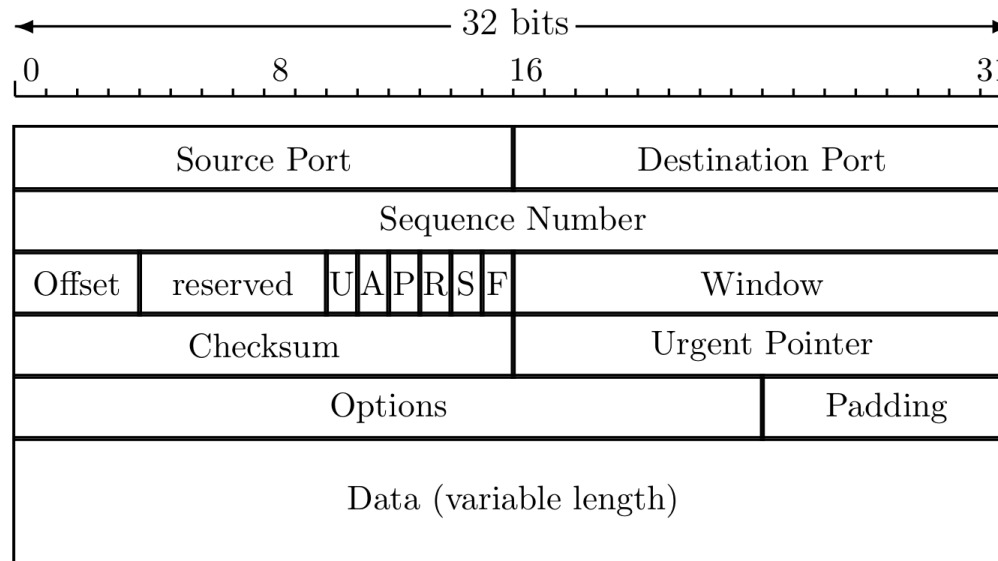 32 bits
0 8 16 31
Source Port Destination Port
Sequence Number
Offset reserved U A P R S F Window
Checksum Urgent Pointer
Options Padding
Data (variable length)